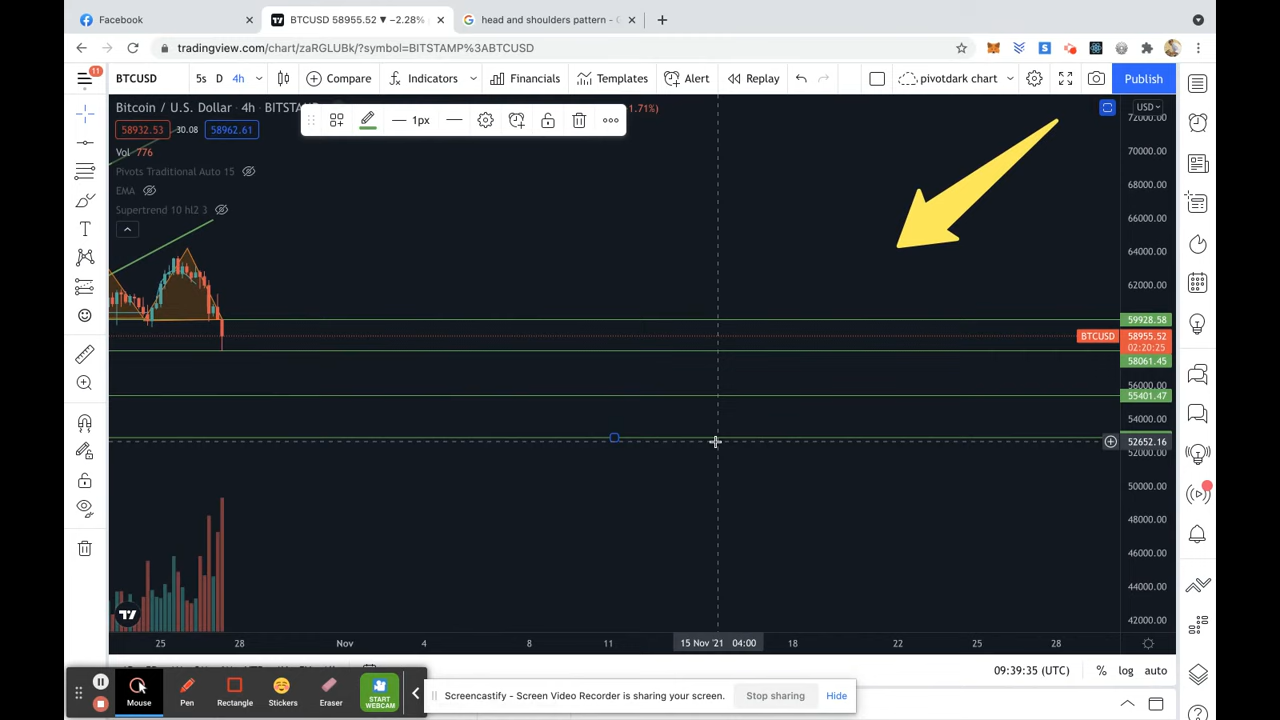 Facebook
BTCUSD 58955.52 ▼ −2.28%
head and shoulders pattern -
tradingview.com/chart/zaRGLUBk/?symbol=BITSTAMP%3ABTCUSD
11
BTCUSD
5s
D
4h
Compare
Indicators
Financials
Templates
Alert
Replay
pivotdark chart
Publish
Bitcoin / U.S. Dollar · 4h · BITSTA
1.71%)
1px
58932.53
30.08
58962.61
Vol 776
Pivots Traditional Auto 15
EMA
Supertrend 10 hl2 3
USD
72000.00
70000.00
68000.00
66000.00
64000.00
62000.00
59928.58
BTCUSD
58955.52
02:20:25
58061.45
56000.00
55401.47
54000.00
52652.16
52000.00
50000.00
48000.00
46000.00
44000.00
42000.00
25
28
Nov
4
8
11
15 Nov '21 04:00
18
22
25
28
09:39:35 (UTC)
%
log
auto
Mouse
Pen
Rectangle
Stickers
Eraser
START
WEBCAM
Screencastify - Screen Video Recorder is sharing your screen.
Stop sharing
Hide